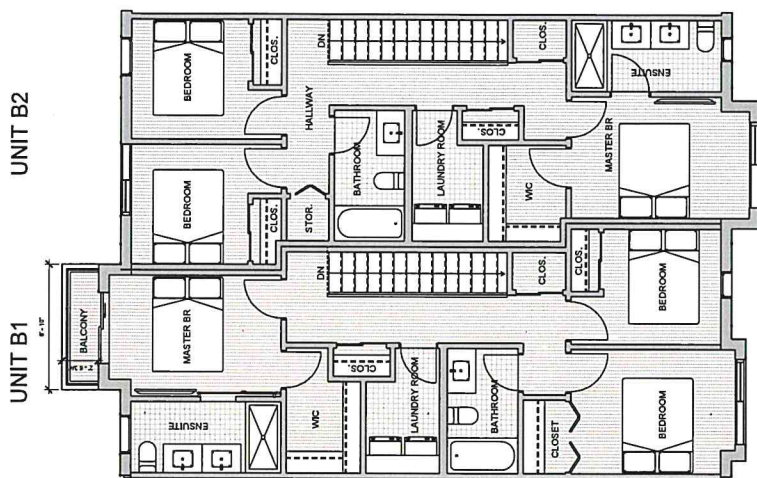 UNIT B2
BEDROOM
CLOS.
DN
HALLWAY
CLOS.
ENSUITE
BEDROOM
CLOS.
STOR.
BATHROOM
LAUNDRY ROOM
CLOS.
WIC
MASTER BR
UNIT B1
BALCONY
MASTER BR
DN
CLOS.
CLOS.
BEDROOM
ENSUITE
WIC
CLOS.
LAUNDRY ROOM
BATHROOM
CLOSET
BEDROOM